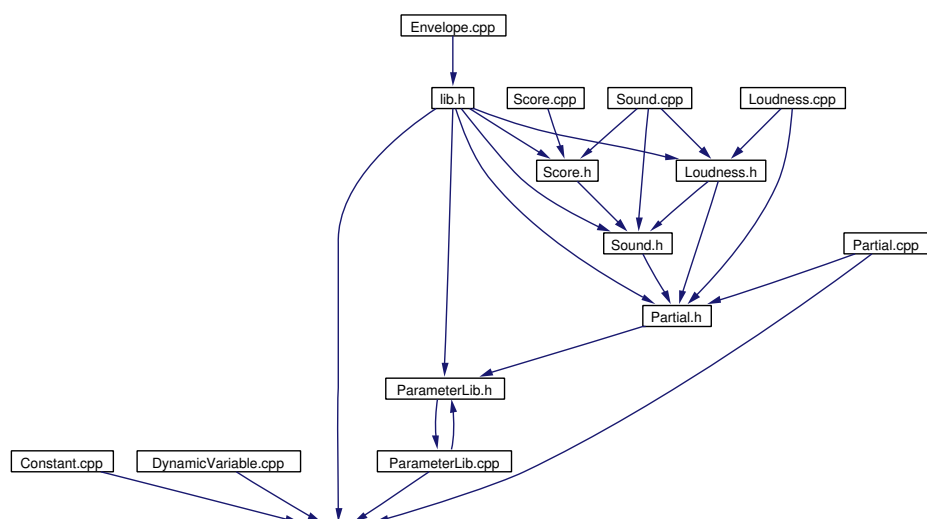 Envelope.cpp
lib.h
Score.cpp
Sound.cpp
Loudness.cpp
Score.h
Loudness.h
Sound.h
Partial.cpp
Partial.h
ParameterLib.h
Constant.cpp
DynamicVariable.cpp
ParameterLib.cpp